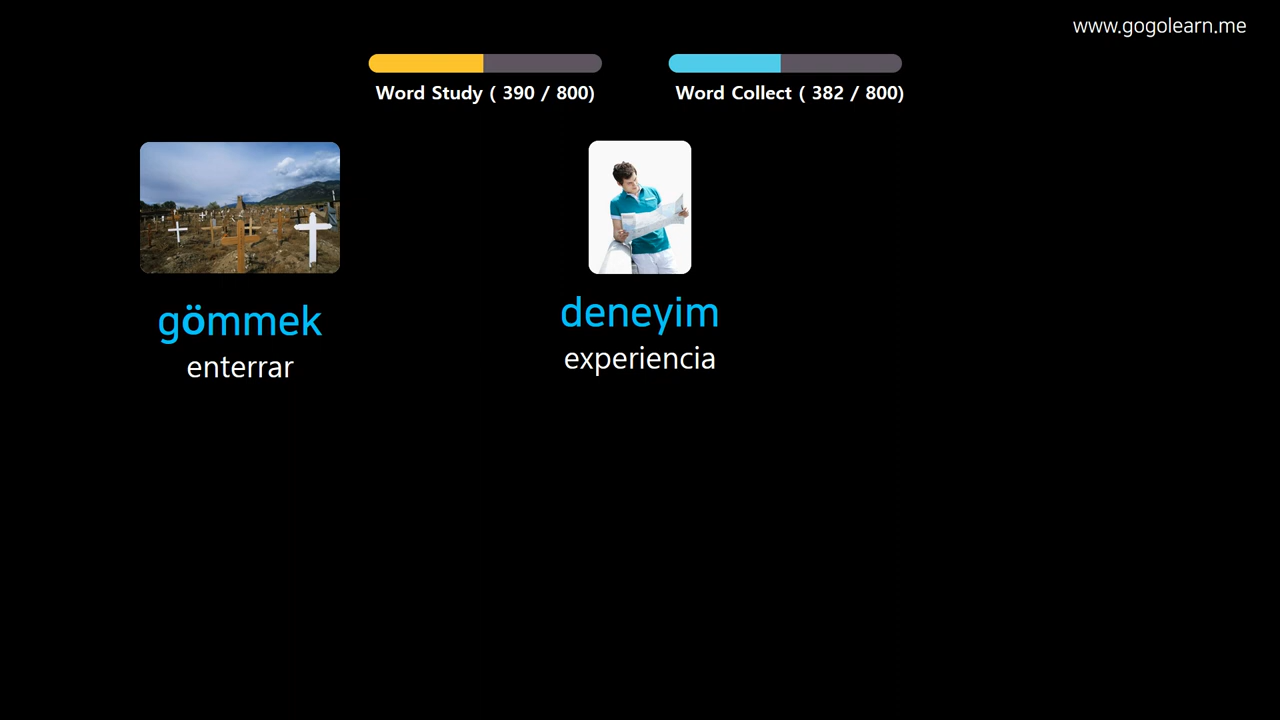 www.gogolearn.me
Word Study ( 390 / 800)
Word Collect ( 382 / 800)
gömmek
enterrar
deneyim
experiencia